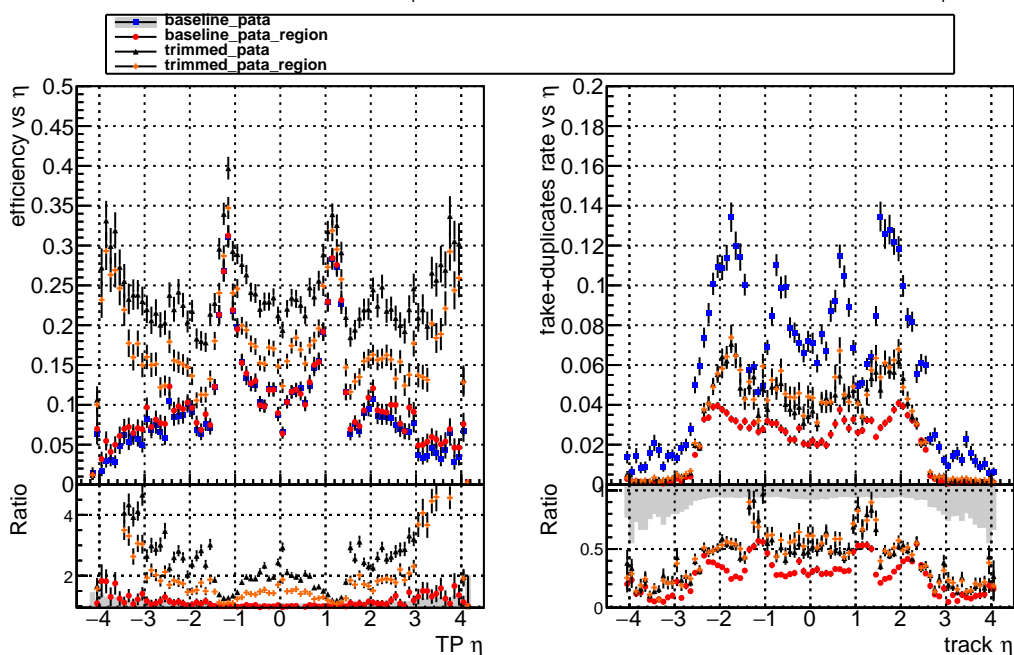 baseline_pata
baseline_pata_region
trimmed_pata
trimmed_pata_region
efficiency vs η
0.5
0.45
0.4
0.35
0.3
0.25
0.2
0.15
0.1
0.05
0
Ratio
4
2
−4 −3 −2 −1 0 1 2 3 4
TP η
fake+duplicates rate vs η
0.2
0.18
0.16
0.14
0.12
0.1
0.08
0.06
0.04
0.02
0
Ratio
0.5
0
−4 −3 −2 −1 0 1 2 3 4
track η